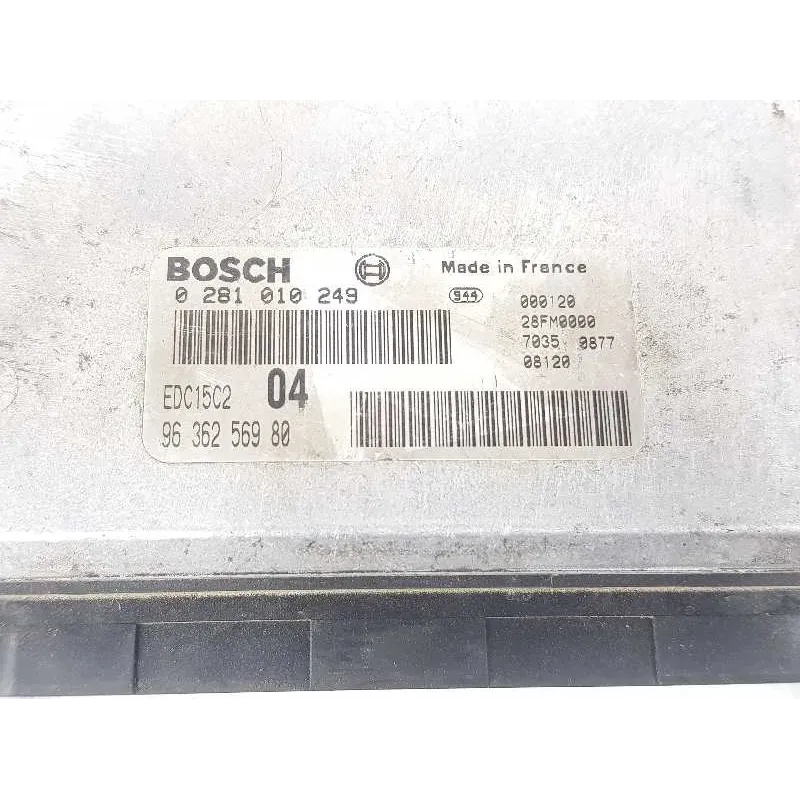 BOSCH Made in France
0 281 010 249 944 000120
28FM0000
7035 0877
08120
EDC15C2 04
96 362 569 80